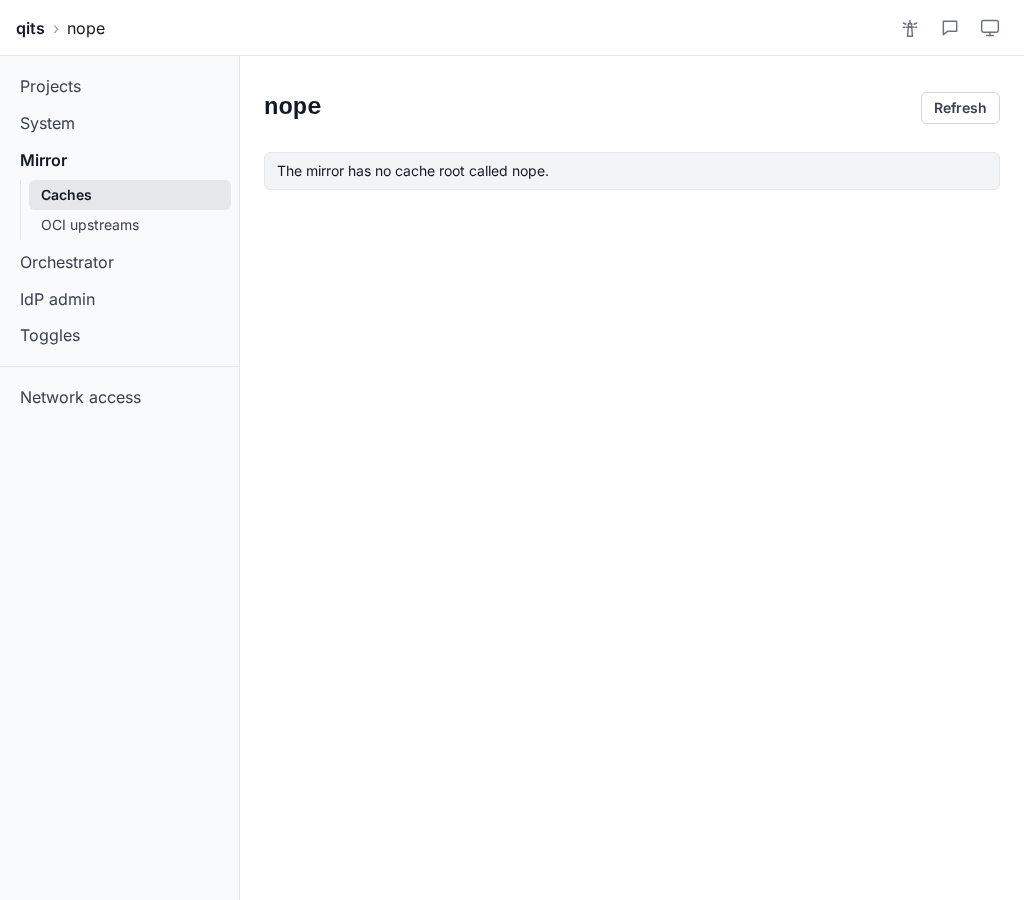 qits › nope
Projects
System
Mirror
Caches
OCI upstreams
Orchestrator
IdP admin
Toggles
Network access
nope
Refresh
The mirror has no cache root called nope.